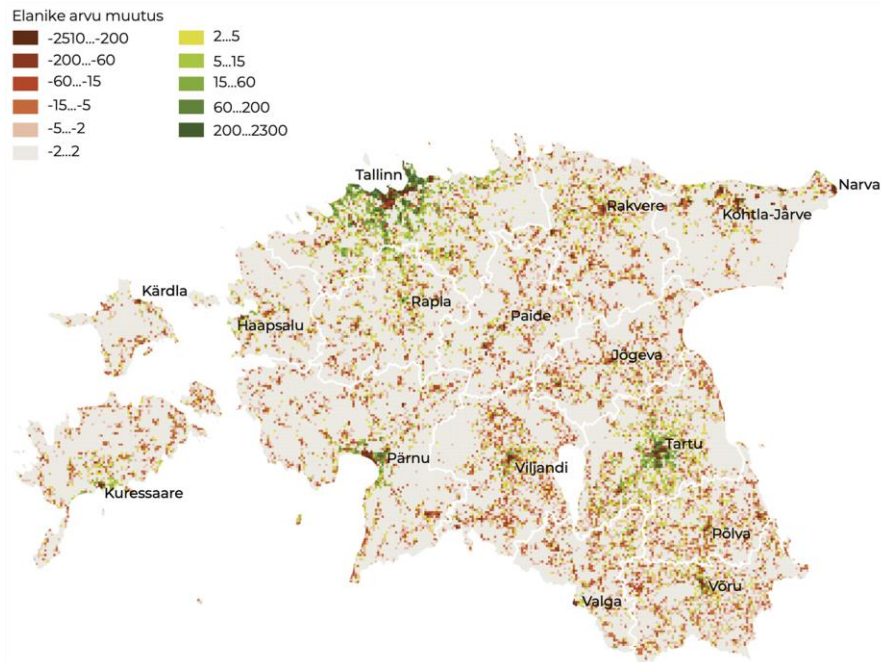 Elanike arvu muutus
-2510...-200
-200...-60
-60...-15
-15...-5
-5...-2
-2...2
2...5
5...15
15...60
60...200
200...2300
Tallinn
Narva
Rakvere
Kohtla-Järve
Kärdla
Rapla
Paide
Haapsalu
Jõgeva
Tartu
Pärnu
Viljandi
Kuressaare
Põlva
Võru
Valga